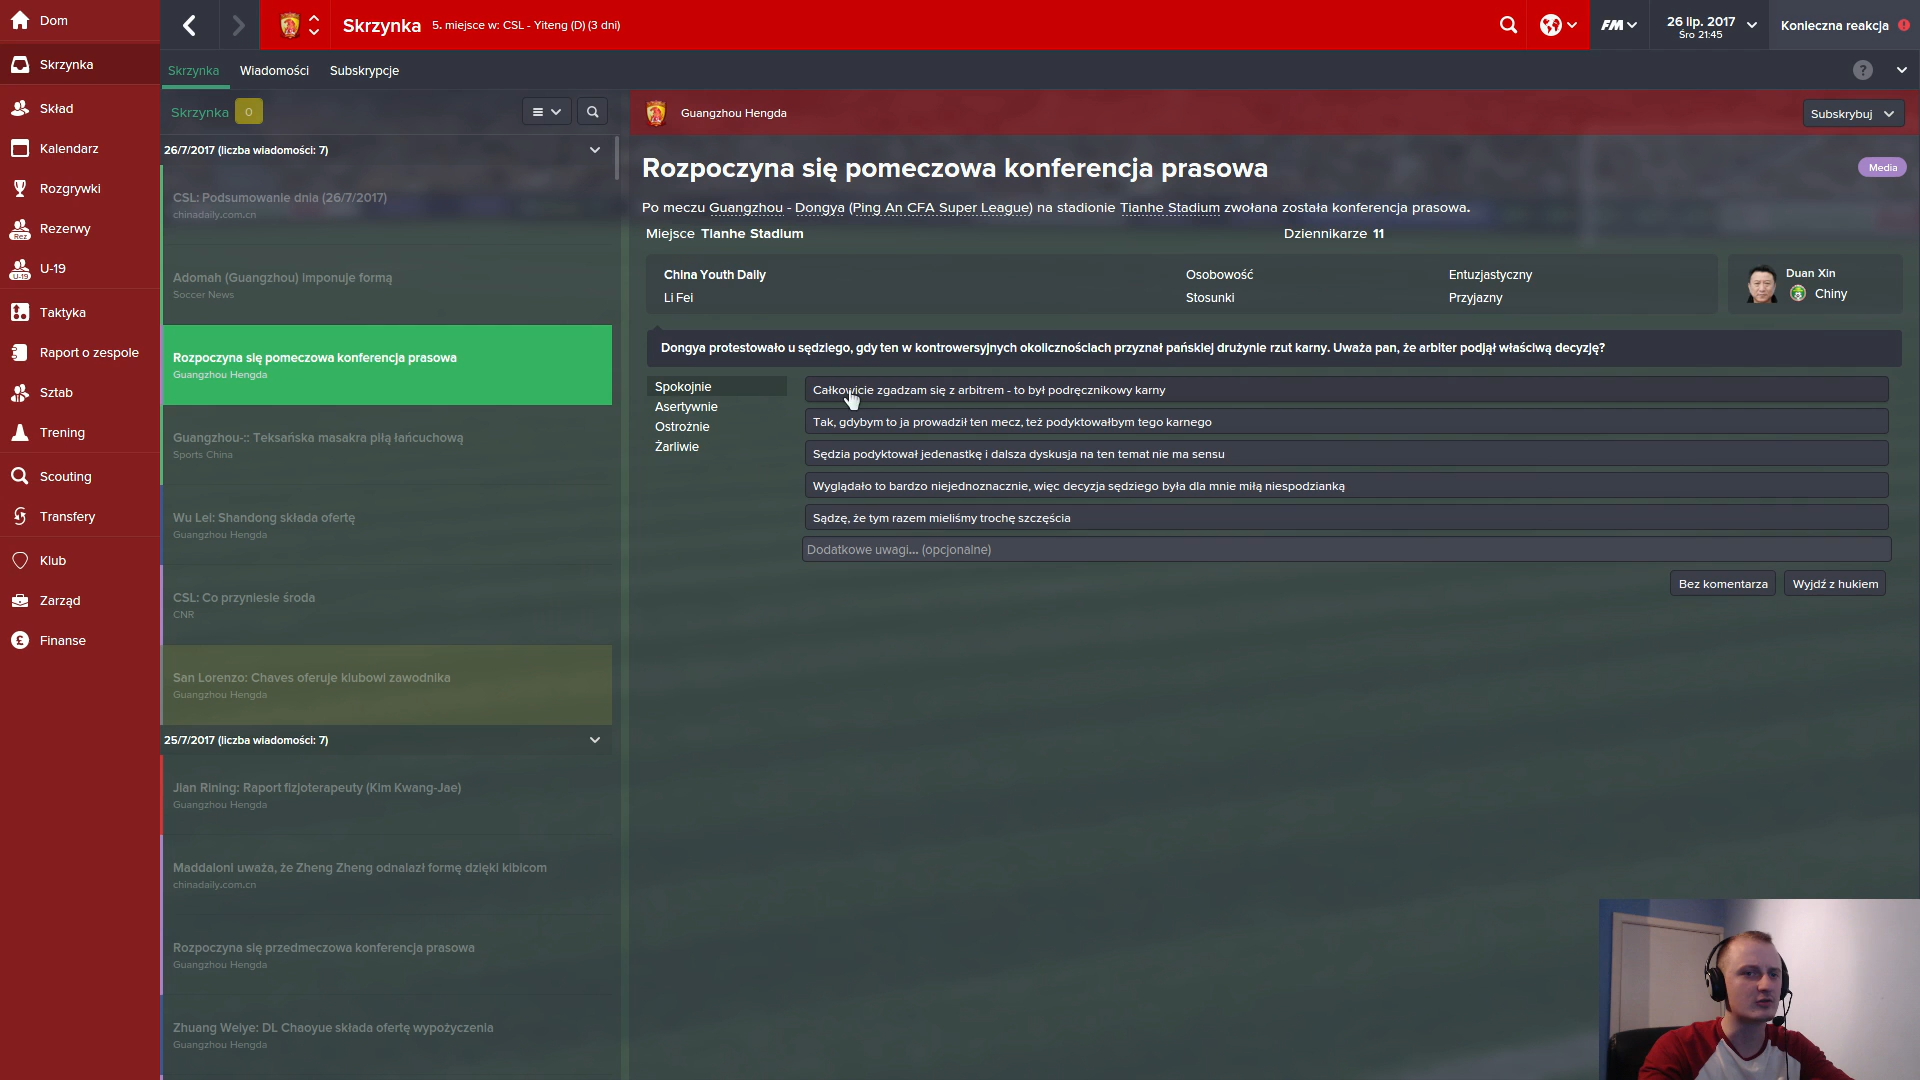 Dom
Skrzynka
Skład
Kalendarz
Rozgrywki
Rez
Rezerwy
U-19
U-19
Taktyka
Raport o zespole
Sztab
Trening
Scouting
Transfery
Klub
Zarząd
Finanse
Skrzynka
5. miejsce w: CSL - Yiteng (D) (3 dni)
FM
26 lip. 2017
Śro 21:45
Konieczna reakcja
Skrzynka
Wiadomości
Subskrypcje
?
Skrzynka
0
26/7/2017 (liczba wiadomości: 7)
CSL: Podsumowanie dnia (26/7/2017)
chinadaily.com.cn
Adomah (Guangzhou) imponuje formą
Soccer News
Rozpoczyna się pomeczowa konferencja prasowa
Guangzhou Hengda
Guangzhou-:: Teksańska masakra piłą łańcuchową
Sports China
Wu Lei: Shandong składa ofertę
Guangzhou Hengda
CSL: Co przyniesie środa
CNR
San Lorenzo: Chaves oferuje klubowi zawodnika
Guangzhou Hengda
25/7/2017 (liczba wiadomości: 7)
Jian Rining: Raport fizjoterapeuty (Kim Kwang-Jae)
Guangzhou Hengda
Maddaloni uważa, że Zheng Zheng odnalazł formę dzięki kibicom
chinadaily.com.cn
Rozpoczyna się przedmeczowa konferencja prasowa
Guangzhou Hengda
Zhuang Weiye: DL Chaoyue składa ofertę wypożyczenia
Guangzhou Hengda
Guangzhou Hengda
Subskrybuj
Rozpoczyna się pomeczowa konferencja prasowa
Media
Po meczu Guangzhou - Dongya (Ping An CFA Super League) na stadionie Tianhe Stadium zwołana została konferencja prasowa.
Miejsce Tianhe Stadium
Dziennikarze 11
China Youth Daily
Osobowość
Entuzjastyczny
Li Fei
Stosunki
Przyjazny
Duan Xin
Chiny
Dongya protestowało u sędziego, gdy ten w kontrowersyjnych okolicznościach przyznał pańskiej drużynie rzut karny. Uważa pan, że arbiter podjął właściwą decyzję?
Spokojnie
Asertywnie
Ostrożnie
Żarliwie
Całkowicie zgadzam się z arbitrem - to był podręcznikowy karny
Tak, gdybym to ja prowadził ten mecz, też podyktowałbym tego karnego
Sędzia podyktował jedenastkę i dalsza dyskusja na ten temat nie ma sensu
Wyglądało to bardzo niejednoznacznie, więc decyzja sędziego była dla mnie miłą niespodzianką
Sądzę, że tym razem mieliśmy trochę szczęścia
Dodatkowe uwagi... (opcjonalne)
Bez komentarza
Wyjdź z hukiem